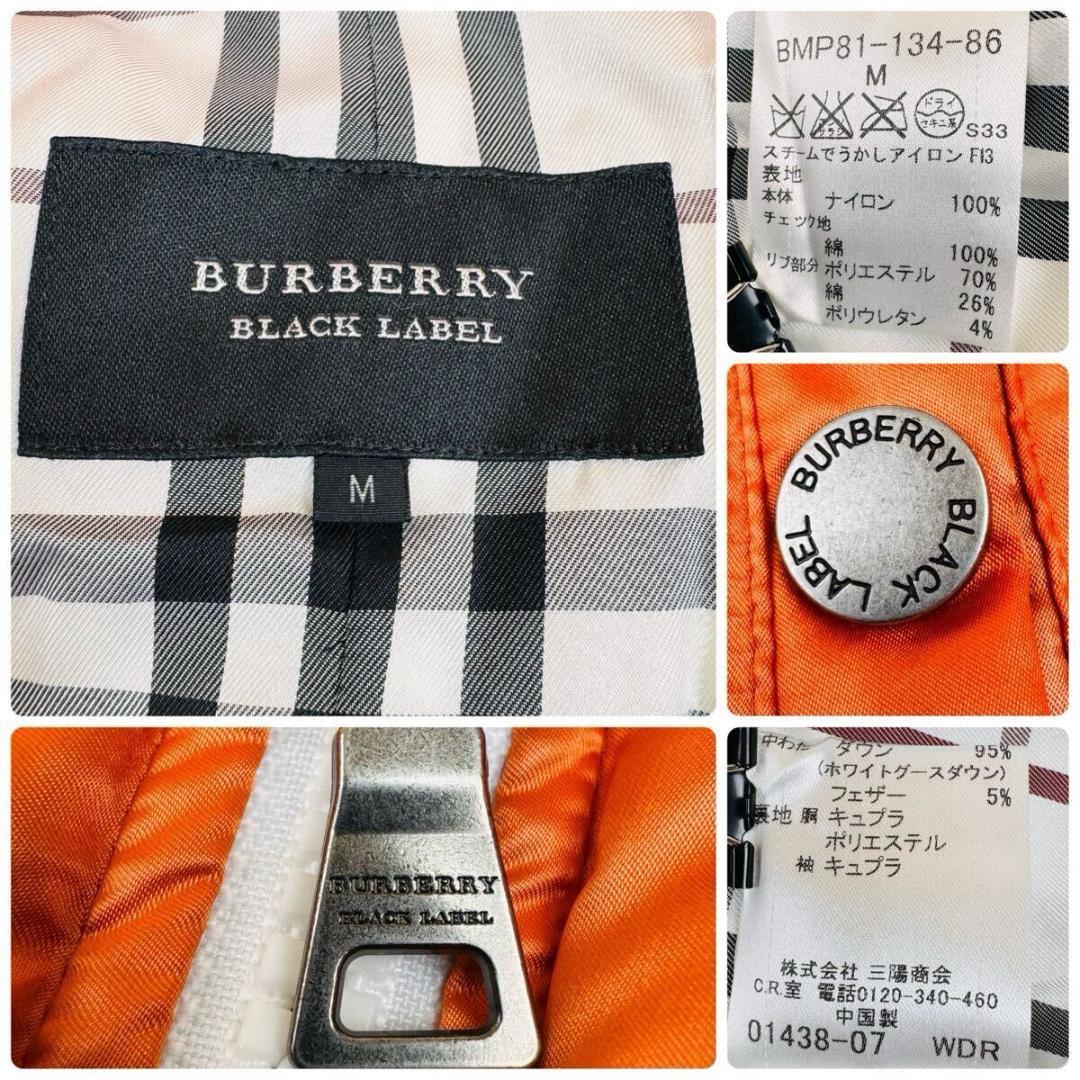 BURBERRY
BLACK LABEL
M
BMP81-134-86
M
ドライ
セキユ系
S33
スチームでうかしアイロン F13
表地
本体 ナイロン 100%
チェック地
綿 100%
リブ部分 ポリエステル 70%
綿 26%
ポリウレタン 4%
BURBERRY BLACK LABEL
BURBERRY
BLACK LABEL
中わた ダウン 95%
(ホワイトグースダウン)
フェザー 5%
裏地 胴 キュプラ
ポリエステル
袖 キュプラ
株式会社 三陽商会
C.R.室 電話0120-340-460
中国製
01438-07 WDR